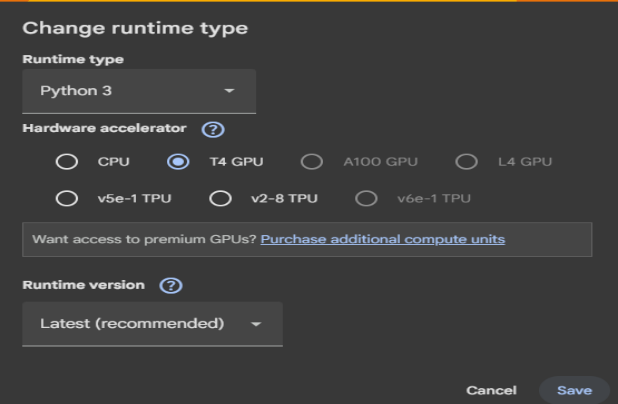 Change runtime type
Runtime type
Python 3
Hardware accelerator ?
CPU T4 GPU A100 GPU L4 GPU
v5e-1 TPU v2-8 TPU v6e-1 TPU
Want access to premium GPUs? Purchase additional compute units
Runtime version ?
Latest (recommended)
Cancel Save